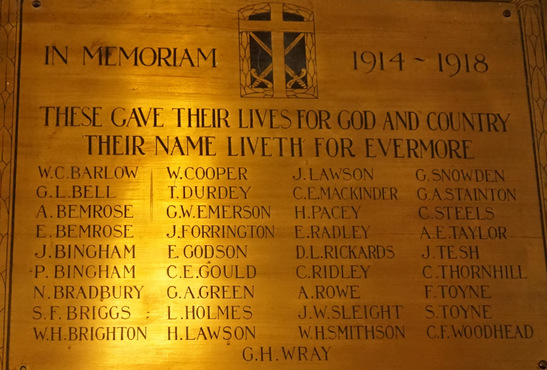 IN MEMORIAM 1914 ~ 1918
THESE GAVE THEIR LIVES FOR GOD AND COUNTRY
THEIR NAME LIVETH FOR EVERMORE
W.C.BARLOW W.COOPER J.LAWSON G.SNOWDEN
G.L.BELL T.DURDEY C.E.MACKINDER G.A.STAINTON
A.BEMROSE G.W.EMERSON H.PACEY C.STEELS
E.BEMROSE J.FORRINGTON E.RADLEY A.E.TAYLOR
J.BINGHAM F.GODSON D.L.RICKARDS J.TESH
P.BINGHAM C.E.GOULD C.RIDLEY C.THORNHILL
N.BRADBURY G.A.GREEN A.ROWE F.TOYNE
S.F.BRIGGS L.HOLMES J.W.SLEIGHT S.TOYNE
W.H.BRIGHTON H.LAWSON W.H.SMITHSON C.F.WOODHEAD
G.H.WRAY